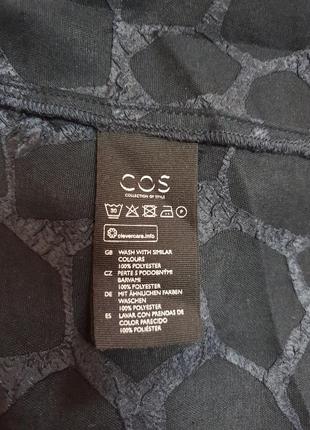 COS
COLLECTION OF STYLE
30
P
clevercare.info
GB WASH WITH SIMILAR
COLOURS
100% POLYESTER
CZ PERTE S PODOBNÝMI
BARVAMI
100% POLYESTER
DE MIT ÄHNLICHEN FARBEN
WASCHEN
100% POLYESTER
ES LAVAR CON PRENDAS DE
COLOR PARECIDO
100% POLIÉSTER